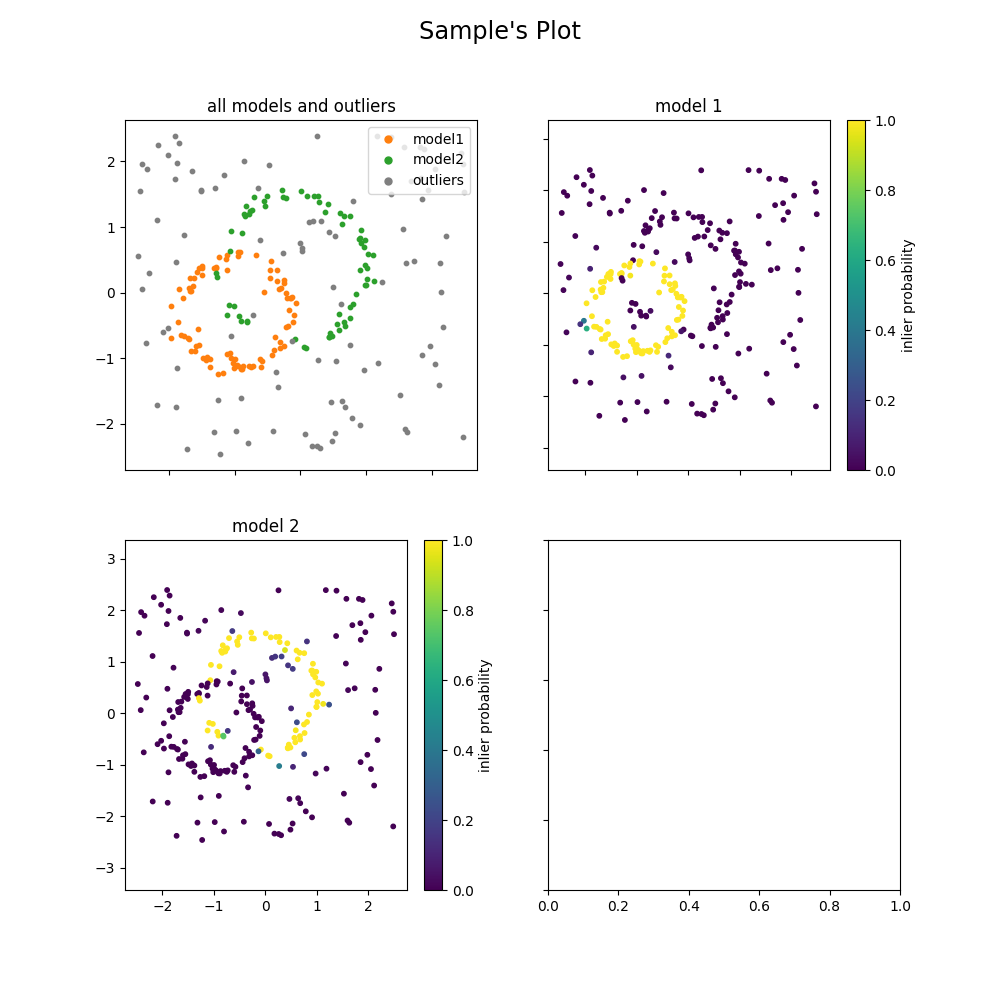 Sample's Plot
all models and outliers
model1
model2
outliers
2
1
0
−1
−2
model 1
1.0
0.8
0.6
0.4
0.2
0.0
inlier probability
model 2
3
2
1
0
−1
−2
−3
−2 −1 0 1 2
1.0
0.8
0.6
0.4
0.2
0.0
inlier probability
0.0 0.2 0.4 0.6 0.8 1.0